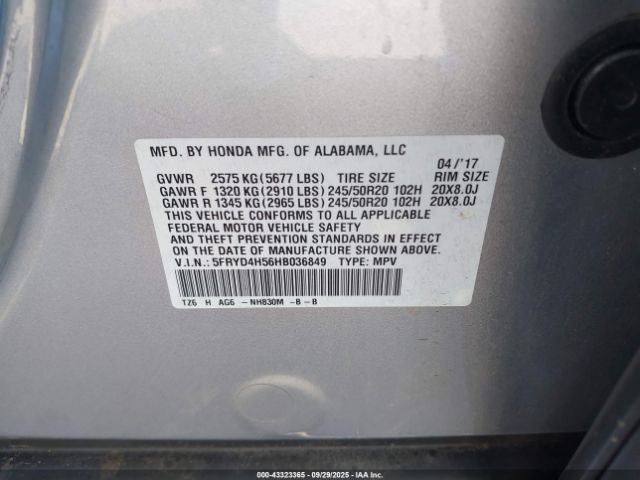 MFD. BY HONDA MFG. OF ALABAMA, LLC
04/'17
GVWR 2575 KG (5677 LBS) TIRE SIZE RIM SIZE
GAWR F 1320 KG (2910 LBS) 245/50R20 102H 20X8.0J
GAWR R 1345 KG (2965 LBS) 245/50R20 102H 20X8.0J
THIS VEHICLE CONFORMS TO ALL APPLICABLE
FEDERAL MOTOR VEHICLE SAFETY, BUMPER,
AND THEFT PREVENTION STANDARDS IN EFFECT
ON THE DATE OF MANUFACTURE SHOWN ABOVE.
V.I.N.: 5FRYD4H56HB036849 TYPE: MPV
TZ6 H AG6 -NH830M -B -B
000-43323365 - 09/29/2025 - IAAI.COM